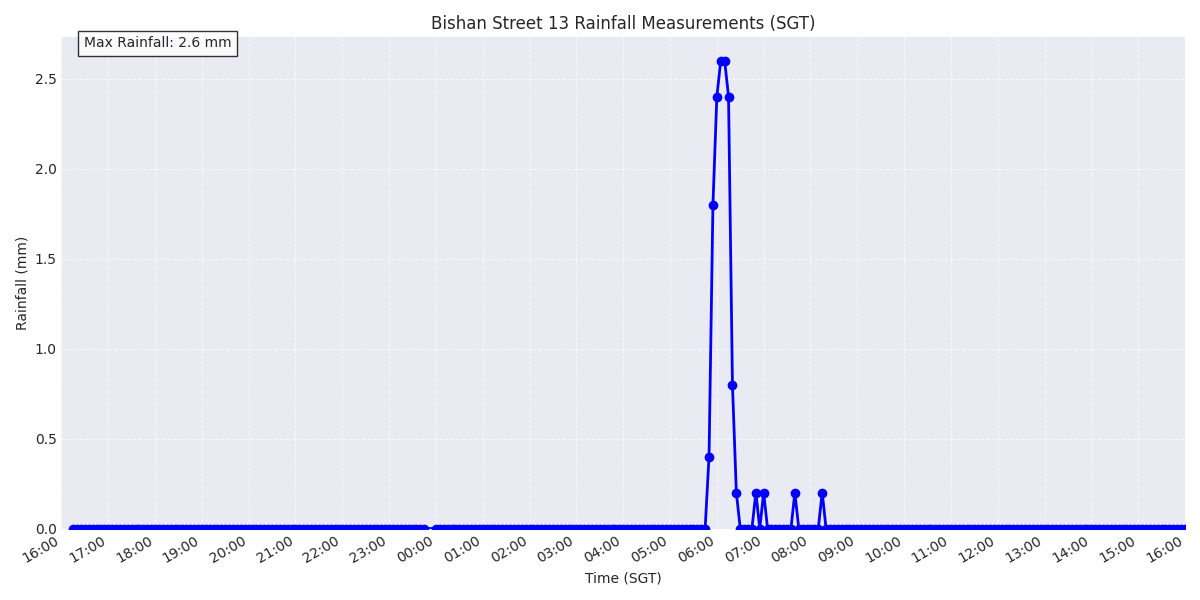 Bishan Street 13 Rainfall Measurements (SGT)
Max Rainfall: 2.6 mm
Rainfall (mm)
2.5
2.0
1.5
1.0
0.5
0.0
16:00 17:00 18:00 19:00 20:00 21:00 22:00 23:00 00:00 01:00 02:00 03:00 04:00 05:00 06:00 07:00 08:00 09:00 10:00 11:00 12:00 13:00 14:00 15:00 16:00
Time (SGT)